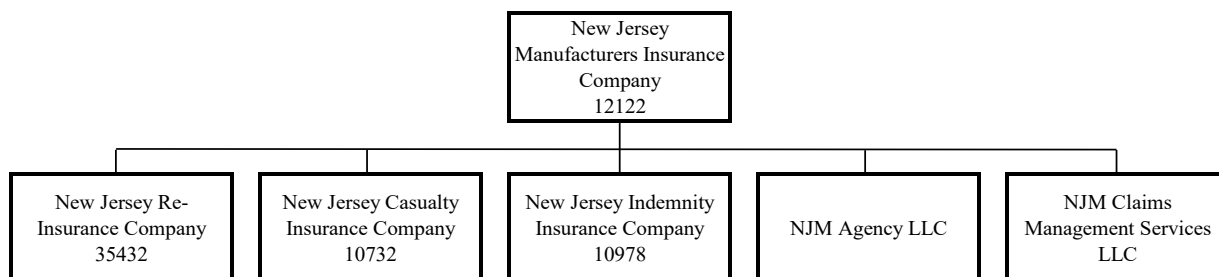 New Jersey
Manufacturers Insurance
Company
12122
New Jersey Re-
Insurance Company
35432
New Jersey Casualty
Insurance Company
10732
New Jersey Indemnity
Insurance Company
10978
NJM Agency LLC
NJM Claims
Management Services
LLC